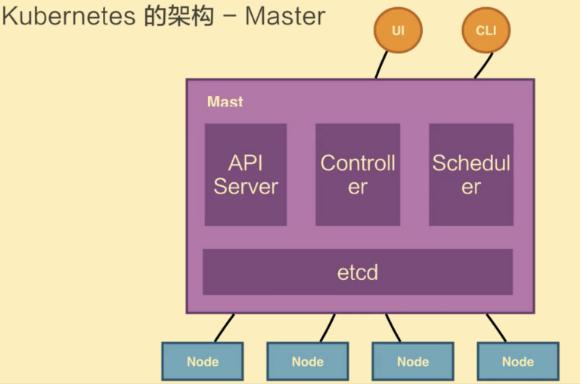 Kubernetes 的架构 – Master
UI
CLI
Mast
API
Server
Controll
er
Schedul
er
etcd
Node
Node
Node
Node